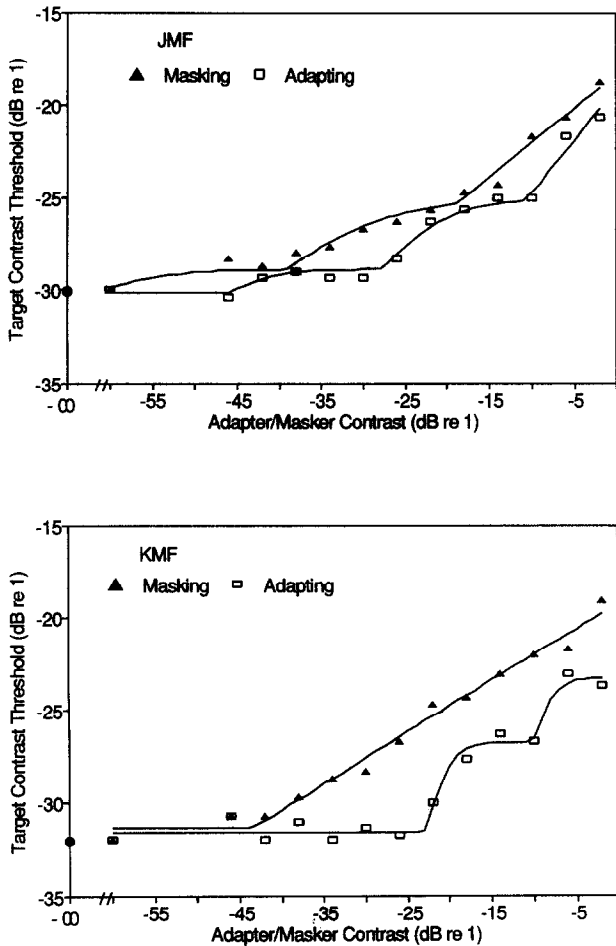 -15
JMF
▲ Masking □ Adapting
-20
-25
-30
-35
Target Contrast Threshold (dB re 1)
- ∞ -55 -45 -35 -25 -15 -5
Adapter/Masker Contrast (dB re 1)
-15
KMF
▲ Masking □ Adapting
-20
-25
-30
-35
Target Contrast Threshold (dB re 1)
- ∞ -55 -45 -35 -25 -15 -5
Adapter/Masker Contrast (dB re 1)